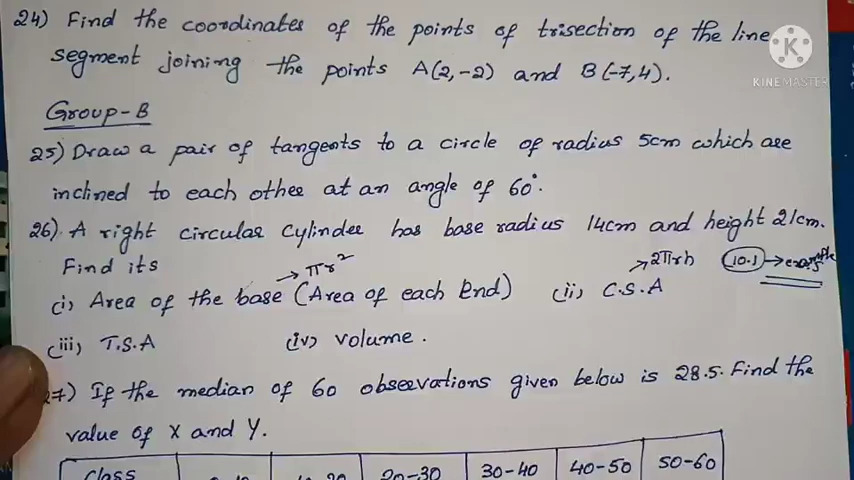 24) Find the coordinates of the points of trisection of the line
segment joining the points A(2,-2) and B(-7,4).
K
KINEMASTER
Group-B
25) Draw a pair of tangents to a circle of radius 5cm which are
inclined to each other at an angle of 60°.
26) A right circular cylinder has base radius 14cm and height 21cm.
Find its → πr² → 2πrh 10.1 →
(i) Area of the base (Area of each End) (ii) C.S.A
(iii) T.S.A (iv) volume.
27) If the median of 60 observations given below is 28.5. Find the
value of X and Y.
Class 20-30 30-40 40-50 50-60